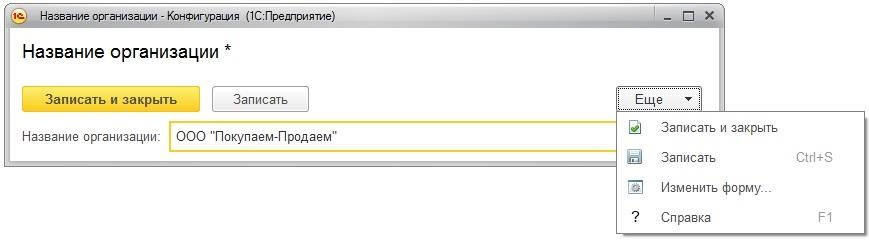 1С Название организации - Конфигурация (1С:Предприятие)
Название организации *
Записать и закрыть Записать Еще
Название организации: ООО "Покупаем-Продаем"
Записать и закрыть
Записать Ctrl+S
Изменить форму...
? Справка F1